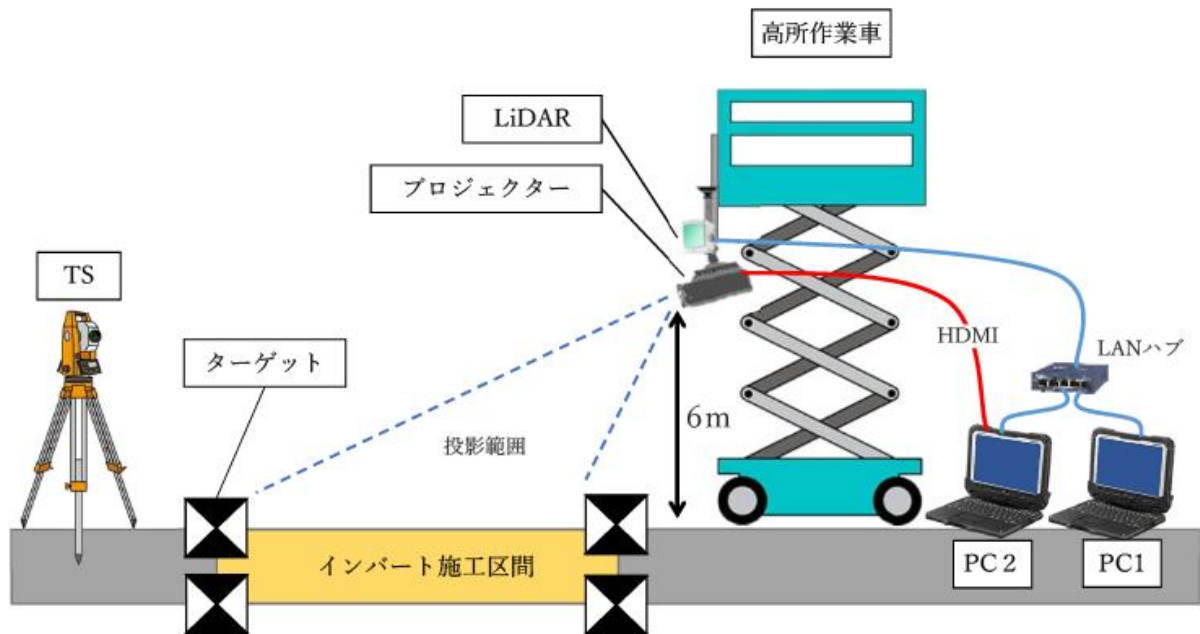 高所作業車
LiDAR
プロジェクター
TS
ターゲット
HDMI
LANハブ
6m
投影範囲
インバート施工区間
PC 2
PC1